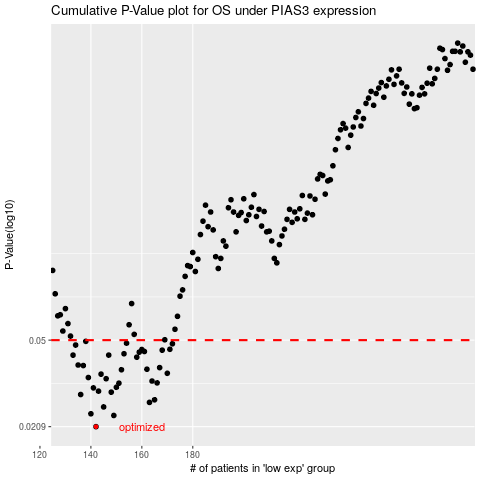 Cumulative P-Value plot for OS under PIAS3 expression
P-Value(log10)
0.05
0.0209
optimized
120 140 160 180
# of patients in 'low exp' group